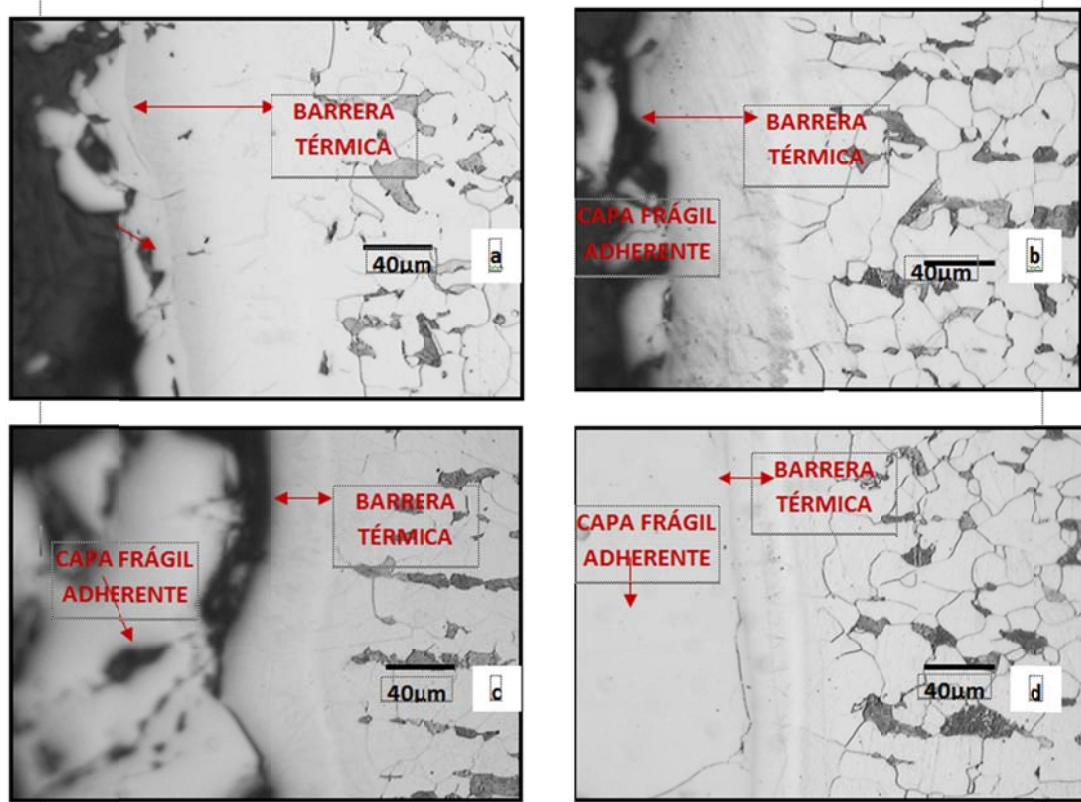 BARRERA
TÉRMICA
40µm
a
BARRERA
TÉRMICA
CAPA FRÁGIL
ADHERENTE
40µm
b
BARRERA
TÉRMICA
CAPA FRÁGIL
ADHERENTE
40µm
c
BARRERA
TÉRMICA
CAPA FRÁGIL
ADHERENTE
40µm
d